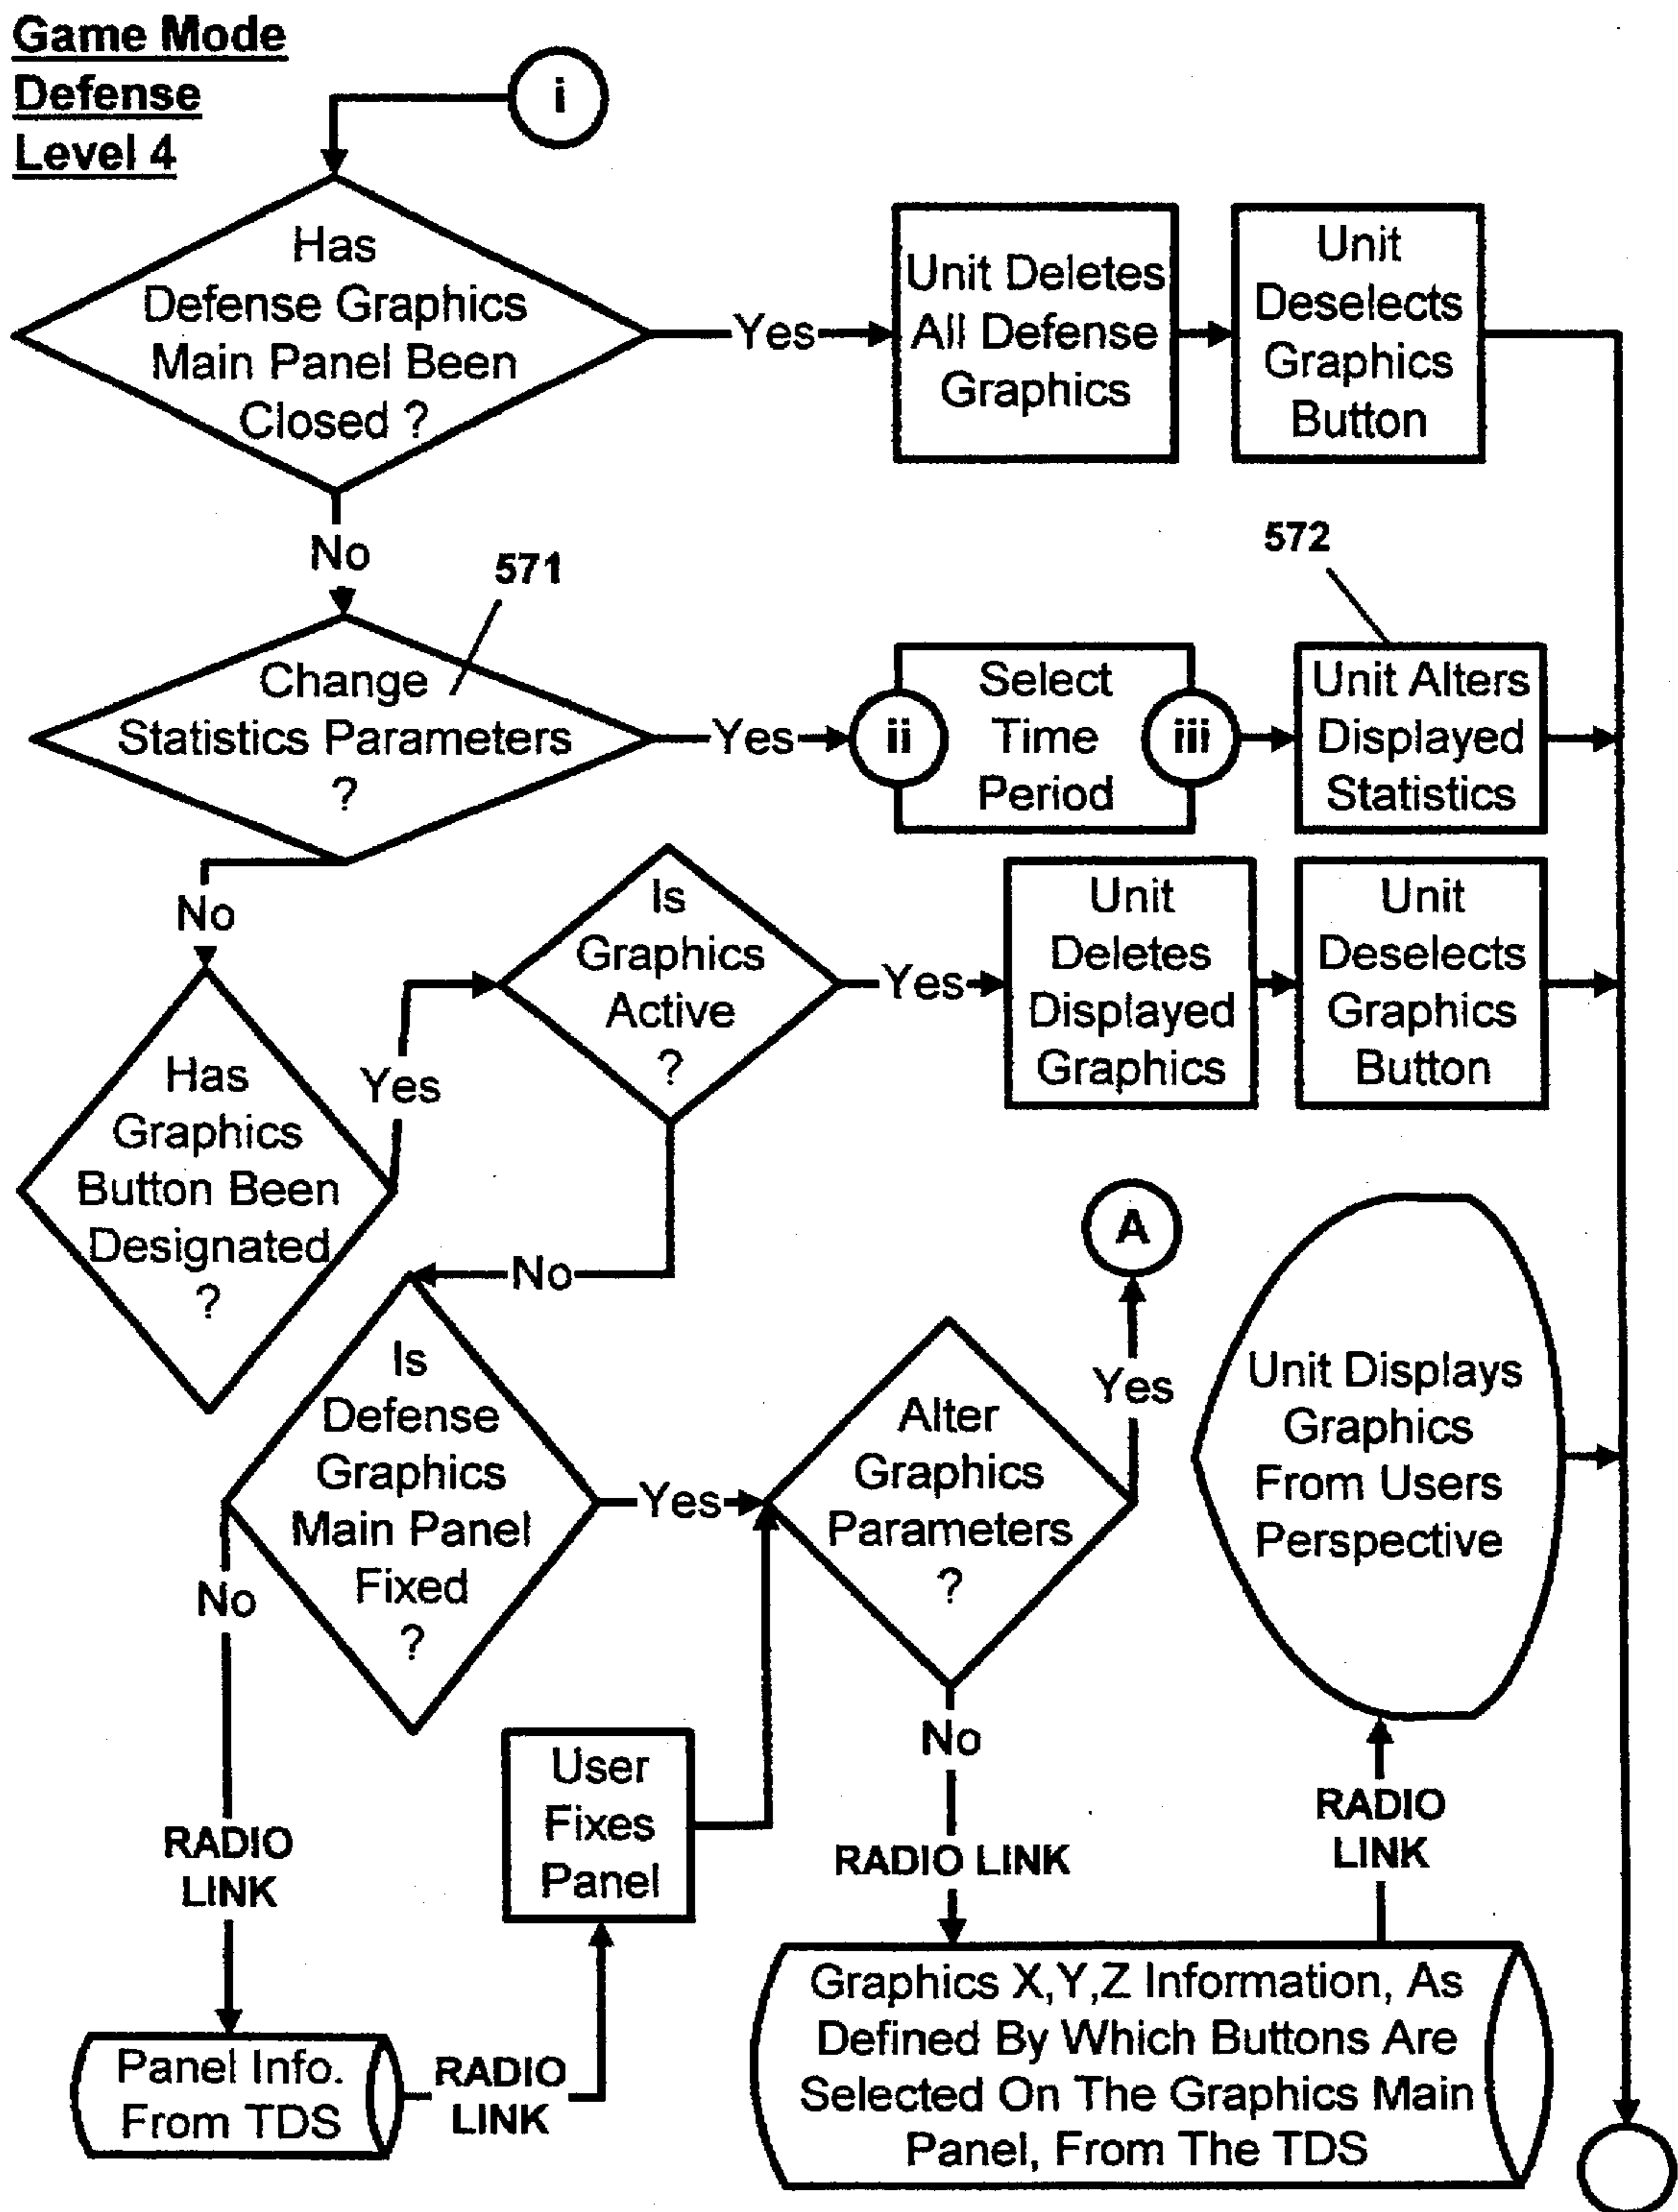 Game Mode
Defense
Level 4
i
Has
Defense Graphics
Main Panel Been
Closed ?
Yes
Unit Deletes
All Defense
Graphics
Unit
Deselects
Graphics
Button
No
571
572
Change
Statistics Parameters
?
Yes
ii
Select
Time
Period
iii
Unit Alters
Displayed
Statistics
No
Is
Graphics
Active
?
Yes
Unit
Deletes
Displayed
Graphics
Unit
Deselects
Graphics
Button
Has
Graphics
Button Been
Designated
?
Yes
No
A
Is
Defense
Graphics
Main Panel
Fixed
?
Yes
Alter
Graphics
Parameters
?
Yes
Unit Displays
Graphics
From Users
Perspective
No
No
User
Fixes
Panel
RADIO
LINK
RADIO LINK
RADIO
LINK
Panel Info.
From TDS
RADIO
LINK
Graphics X,Y,Z Information, As
Defined By Which Buttons Are
Selected On The Graphics Main
Panel, From The TDS